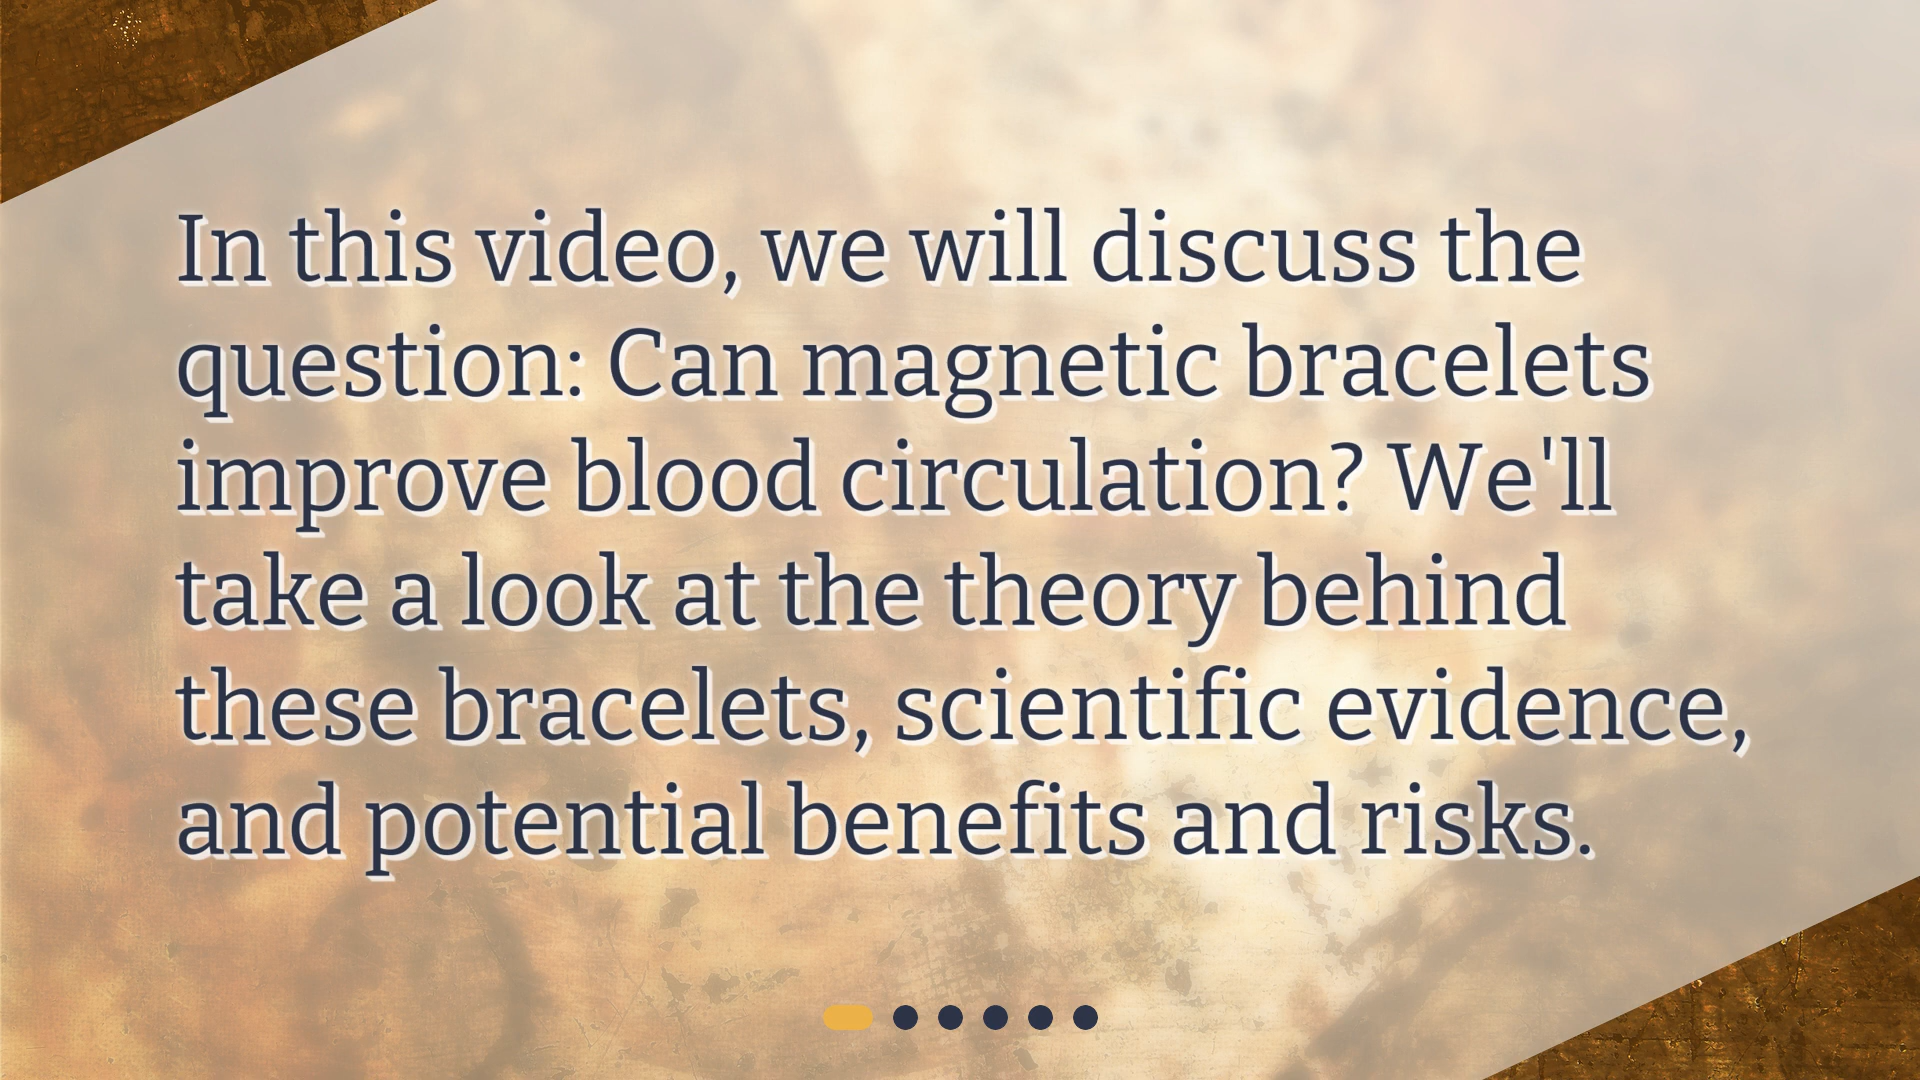 In this video, we will discuss the
question: Can magnetic bracelets
improve blood circulation? We'll
take a look at the theory behind
these bracelets, scientific evidence,
and potential benefits and risks.